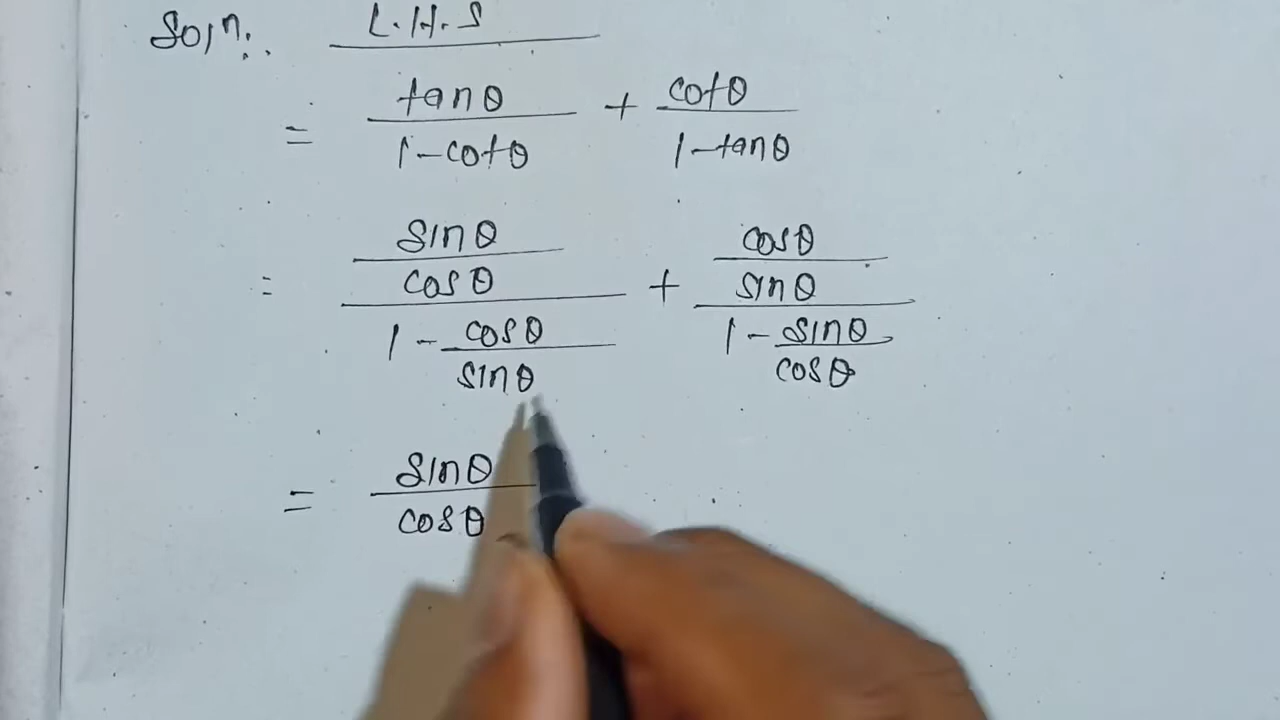 Soln:. L.H.S
tanθ + cotθ
= 1-cotθ 1-tanθ
sinθ cosθ
= cosθ + sinθ
1 - cosθ 1 - sinθ
sinθ cosθ
sinθ
= cosθ